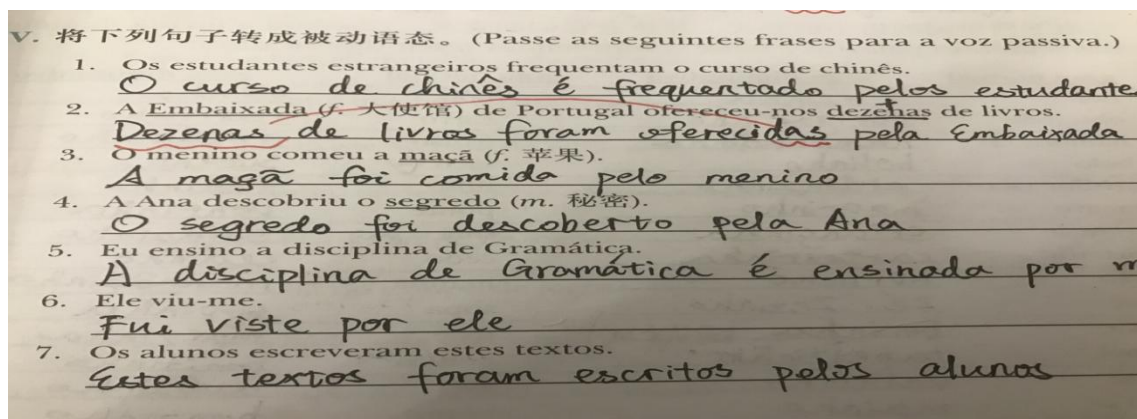 V. 将下列句子转成被动语态。(Passe as seguintes frases para a voz passiva.)
1. Os estudantes estrangeiros frequentam o curso de chinês.
O curso de chinês é frequentado pelos estudante
2. A Embaixada (f. 大使馆) de Portugal ofereceu-nos dezenas de livros.
Dezenas de livros foram oferecidas pela Embaixada
3. O menino comeu a maçã (f. 苹果).
A maçã foi comida pelo menino
4. A Ana descobriu o segredo (m. 秘密).
O segredo foi descoberto pela Ana
5. Eu ensino a disciplina de Gramática.
A disciplina de Gramática é ensinada por m
6. Ele viu-me.
Fui viste por ele
7. Os alunos escreveram estes textos.
Estes textos foram escritos pelos alunos